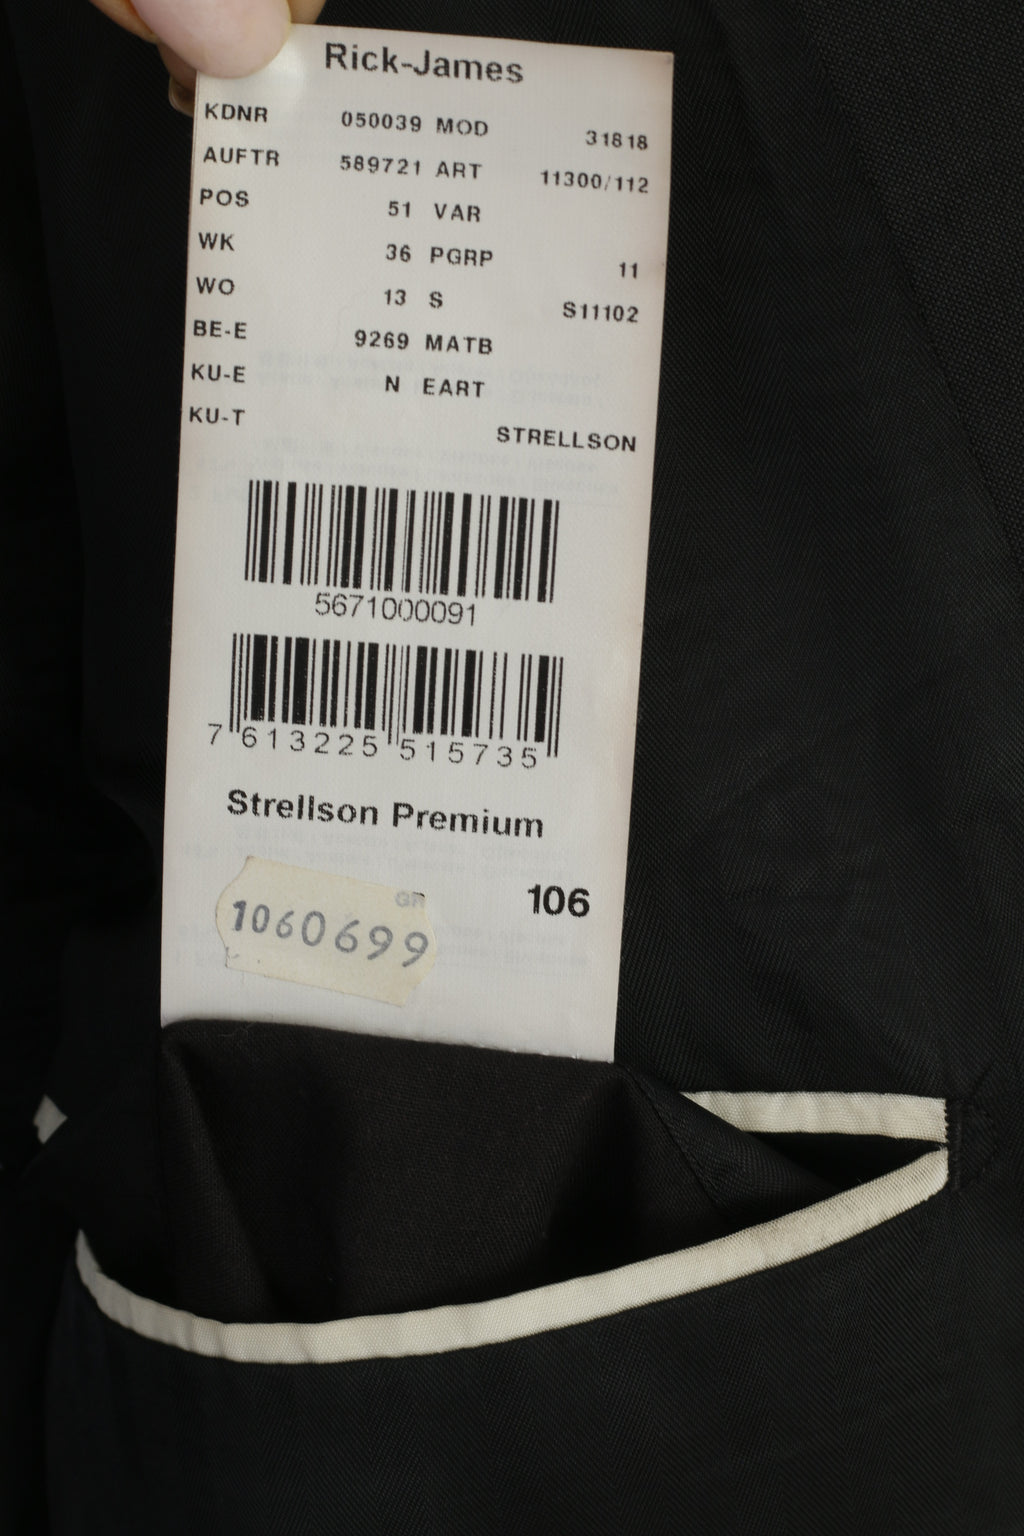 Rick-James
KDNR 050039 MOD 31818
AUFTR 589721 ART 11300/112
POS 51 VAR
WK 36 PGRP 11
WO 13 S S11102
BE-E 9269 MATB
KU-E N EART
KU-T STRELLSON
5671000091
7 613225 515735
Strellson Premium
GR 106
1060699